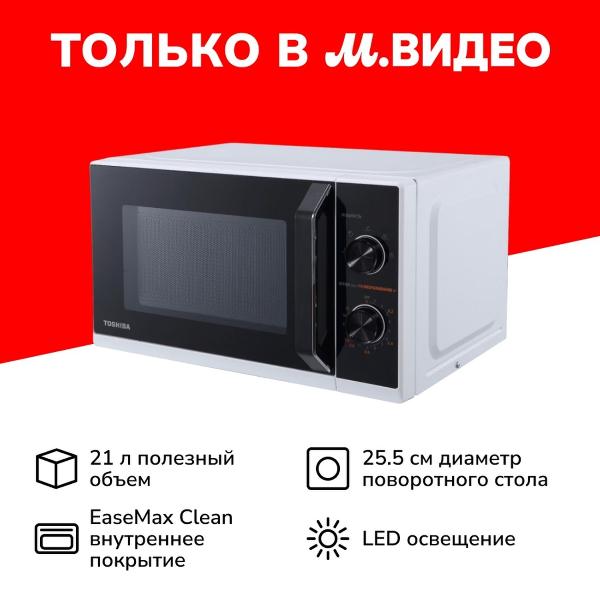 ТОЛЬКО В м.ВИДЕО
TOSHIBA
21 л полезный
объем
25.5 см диаметр
поворотного стола
EaseMax Clean
внутреннее
покрытие
LED освещение